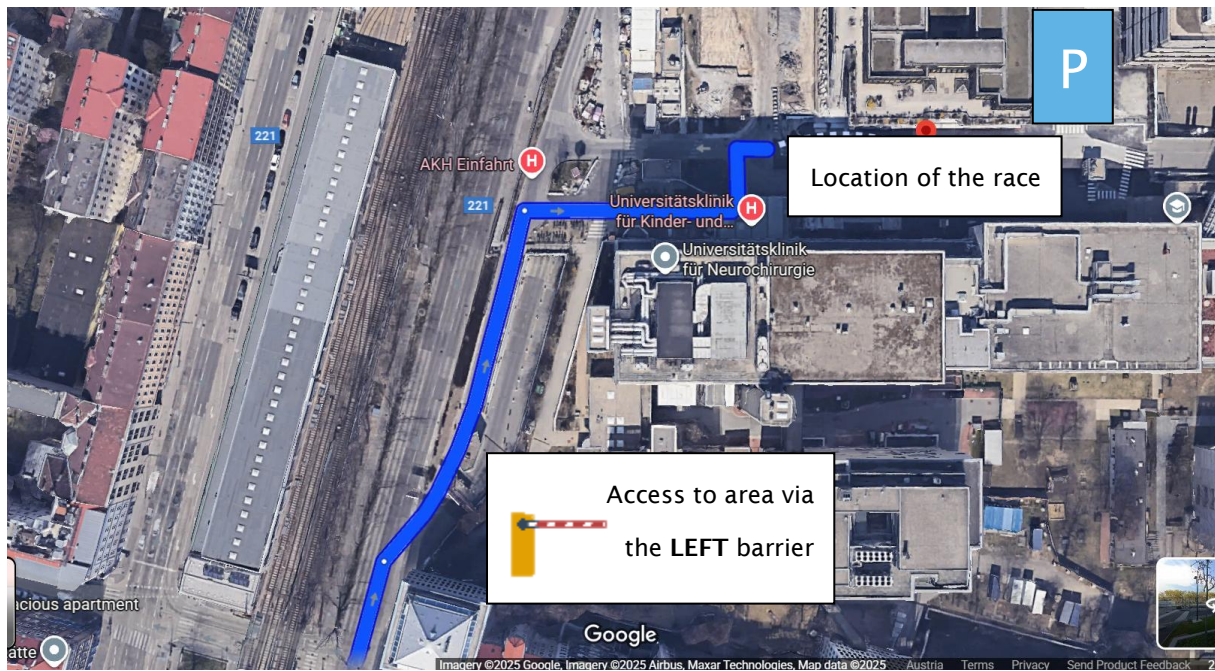 P
221
AKH Einfahrt
Location of the race
221
Universitätsklinik
für Kinder- und...
Universitätsklinik
für Neurochirurgie
Access to area via
the LEFT barrier
acious apartment
atte
Google
Imagery ©2025 Google, Imagery ©2025 Airbus, Maxar Technologies, Map data ©2025 Austria Terms Privacy Send Product Feedback